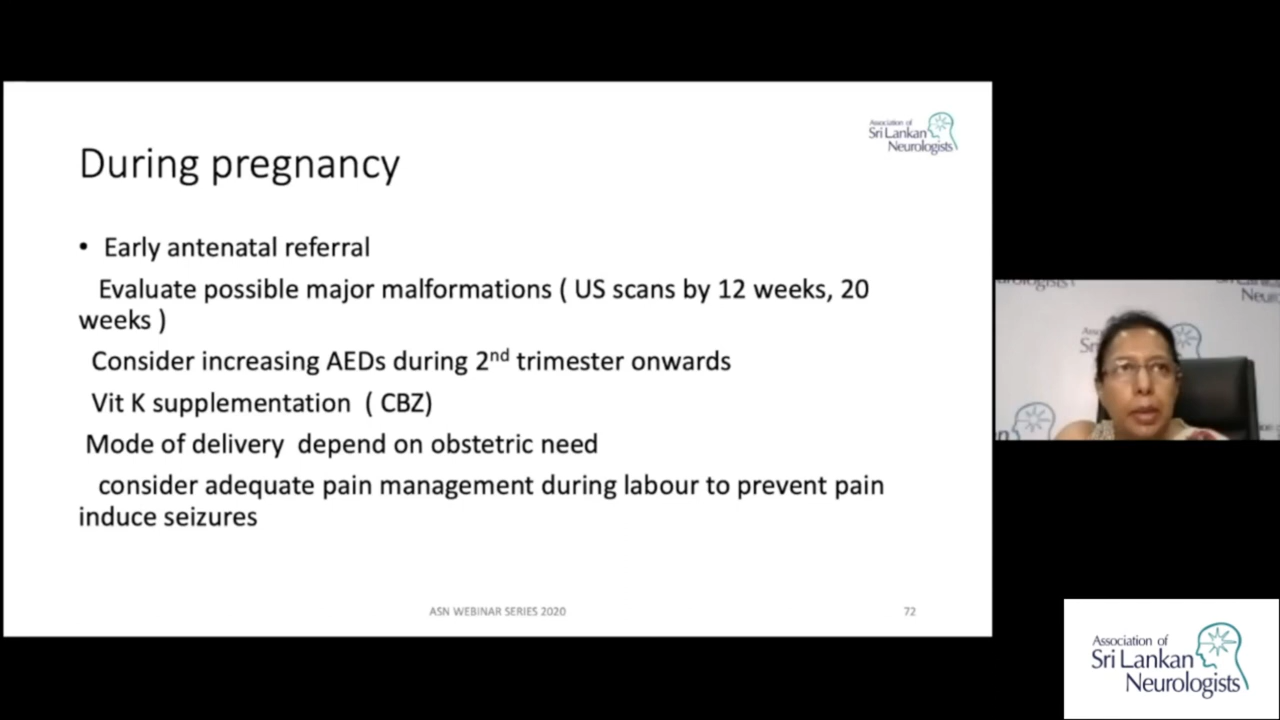 Association of
Sri Lankan
Neurologists
During pregnancy
• Early antenatal referral
Evaluate possible major malformations ( US scans by 12 weeks, 20
weeks )
Consider increasing AEDs during 2nd trimester onwards
Vit K supplementation ( CBZ)
Mode of delivery depend on obstetric need
consider adequate pain management during labour to prevent pain
induce seizures
ASN WEBINAR SERIES 2020
72
Association of
Sri Lankan
Neurologists